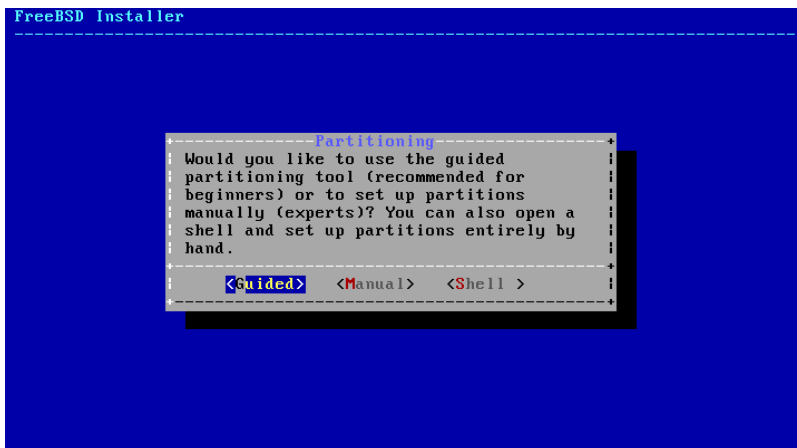 FreeBSD Installer
Partitioning
Would you like to use the guided
partitioning tool (recommended for
beginners) or to set up partitions
manually (experts)? You can also open a
shell and set up partitions entirely by
hand.
<Guided> <Manual> <Shell >